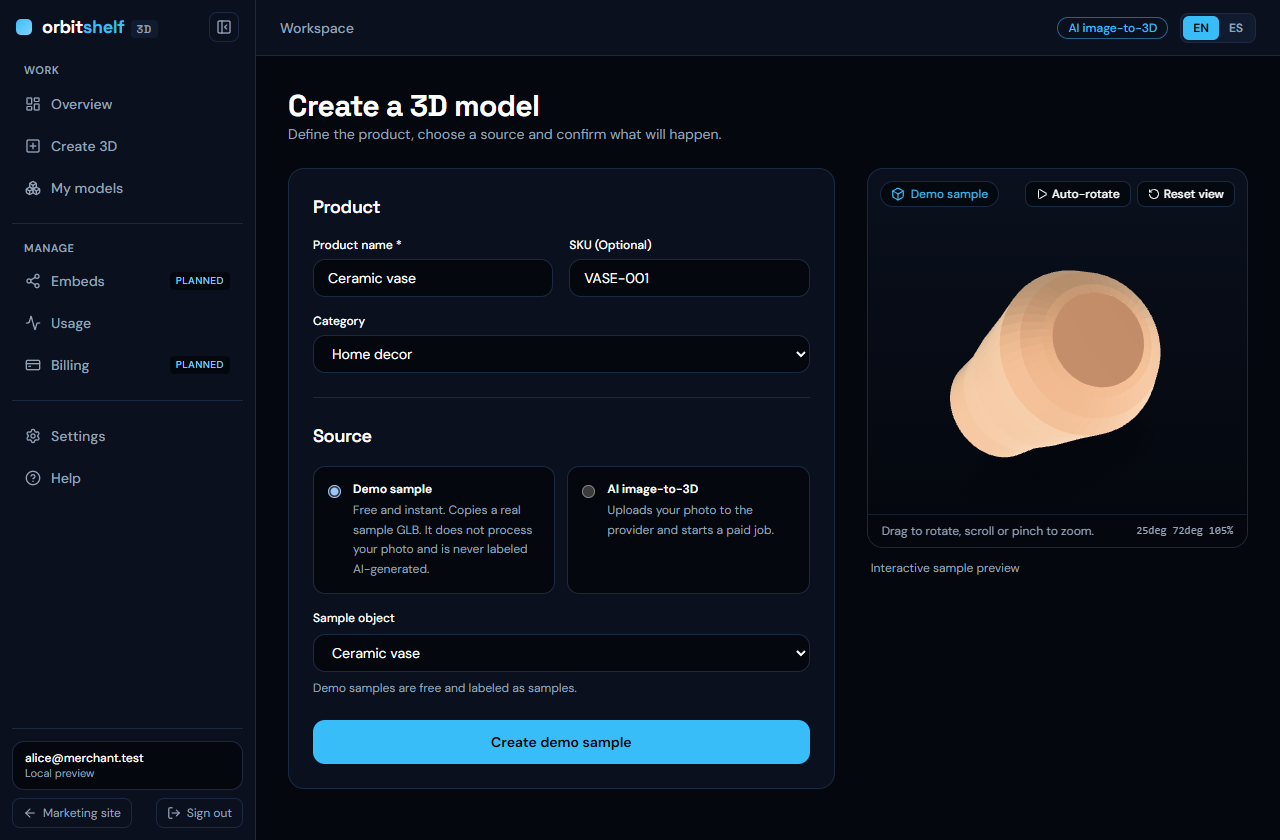 orbitshelf 3D
WORK
Overview
Create 3D
My models
MANAGE
Embeds PLANNED
Usage
Billing PLANNED
Settings
Help
alice@merchant.test
Local preview
Marketing site
Sign out
Workspace
AI image-to-3D
EN ES
Create a 3D model
Define the product, choose a source and confirm what will happen.
Product
Product name * SKU (Optional)
Ceramic vase VASE-001
Category
Home decor
Source
Demo sample
Free and instant. Copies a real
sample GLB. It does not process
your photo and is never labeled
AI-generated.
AI image-to-3D
Uploads your photo to the
provider and starts a paid job.
Sample object
Ceramic vase
Demo samples are free and labeled as samples.
Create demo sample
Demo sample Auto-rotate Reset view
Drag to rotate, scroll or pinch to zoom. 25deg 72deg 105%
Interactive sample preview